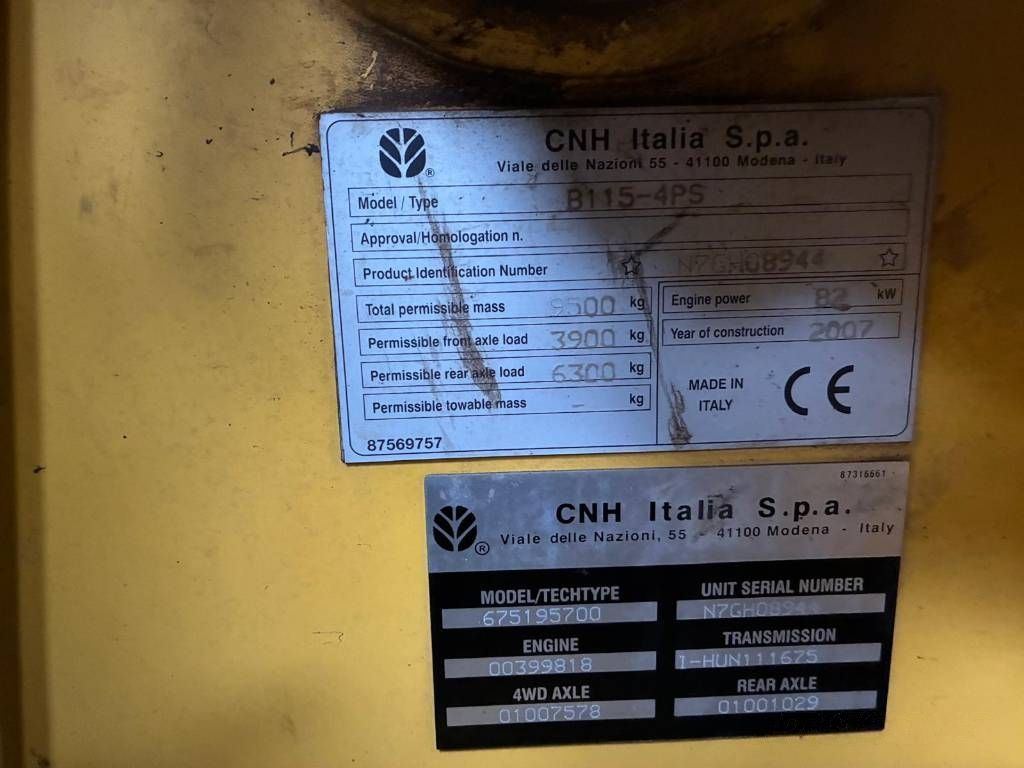 CNH Italia S.p.a.
Viale delle Nazioni 55 - 41100 Modena - Italy
®
Model / Type B115-4PS
Approval/Homologation n.
Product Identification Number ☆ N7GH08944 ☆
Total permissible mass 9500 kg
Permissible front axle load 3900 kg
Permissible rear axle load 6300 kg
Permissible towable mass kg
Engine power 82 kW
Year of construction 2007
MADE IN
ITALY
CE
87569757
87316661
CNH Italia S.p.a.
®
Viale delle Nazioni, 55 - 41100 Modena - Italy
MODEL/TECHTYPE
675195700
UNIT SERIAL NUMBER
N7GH08944
ENGINE
00399818
TRANSMISSION
1-HUN111675
4WD AXLE
01007578
REAR AXLE
01001029